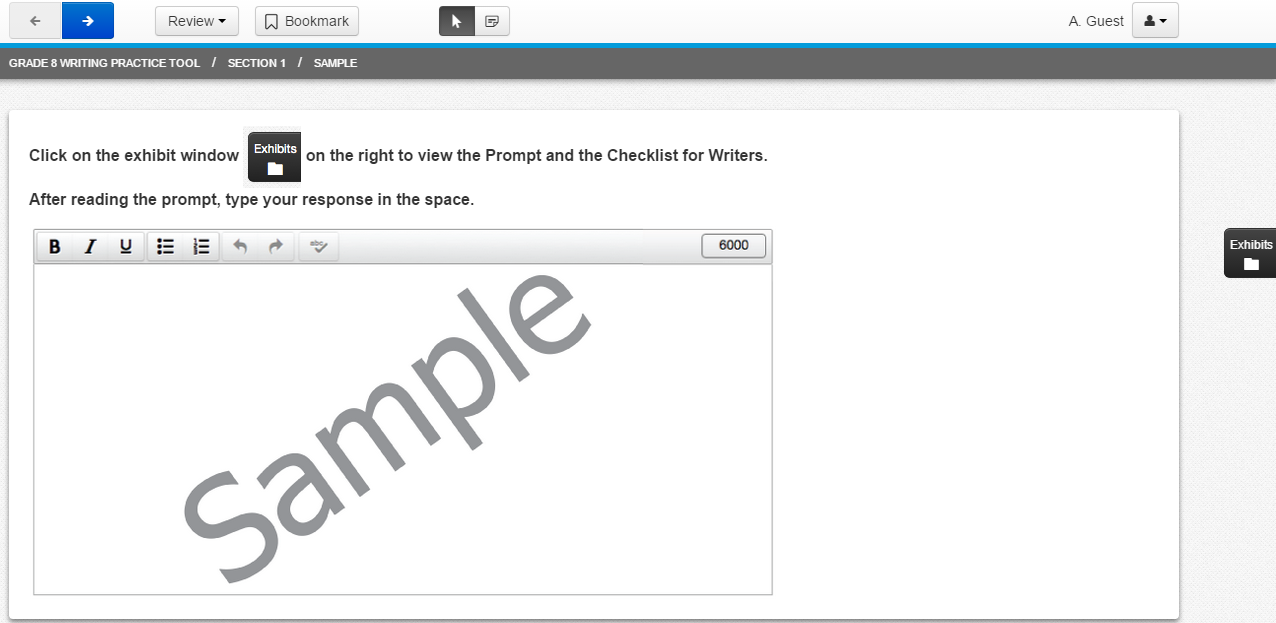 Review Bookmark A. Guest
GRADE 8 WRITING PRACTICE TOOL / SECTION 1 / SAMPLE
Click on the exhibit window Exhibits on the right to view the Prompt and the Checklist for Writers.
After reading the prompt, type your response in the space.
B I U abc 6000
Exhibits
Sample